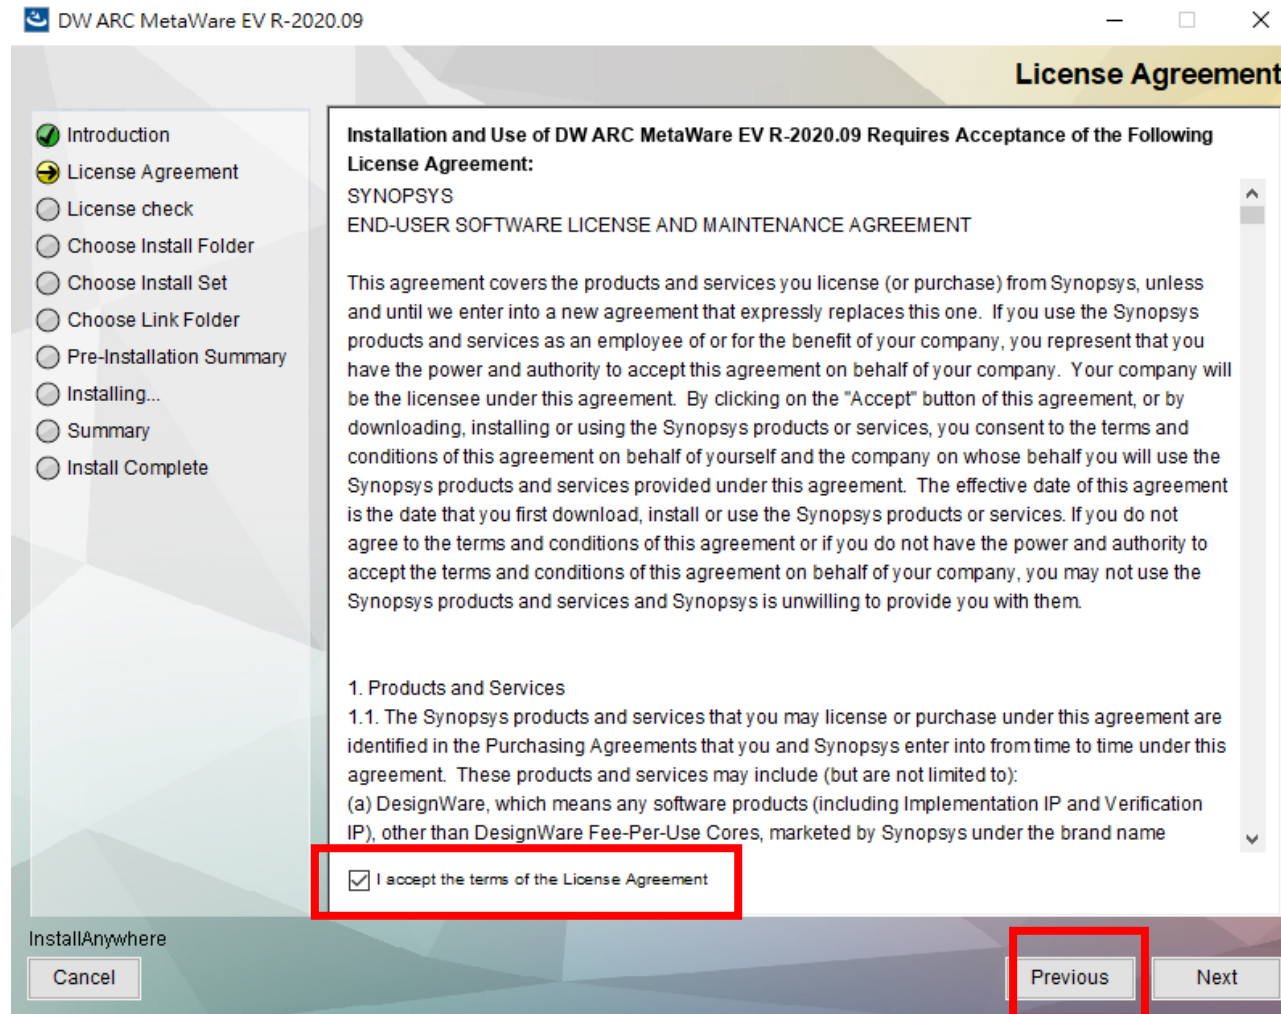 DW ARC MetaWare EV R-2020.09
License Agreement
Introduction
License Agreement
License check
Choose Install Folder
Choose Install Set
Choose Link Folder
Pre-Installation Summary
Installing...
Summary
Install Complete
Installation and Use of DW ARC MetaWare EV R-2020.09 Requires Acceptance of the Following
License Agreement:
SYNOPSYS
END-USER SOFTWARE LICENSE AND MAINTENANCE AGREEMENT
This agreement covers the products and services you license (or purchase) from Synopsys, unless
and until we enter into a new agreement that expressly replaces this one.  If you use the Synopsys
products and services as an employee of or for the benefit of your company, you represent that you
have the power and authority to accept this agreement on behalf of your company.  Your company will
be the licensee under this agreement.  By clicking on the "Accept" button of this agreement, or by
downloading, installing or using the Synopsys products or services, you consent to the terms and
conditions of this agreement on behalf of yourself and the company on whose behalf you will use the
Synopsys products and services provided under this agreement.  The effective date of this agreement
is the date that you first download, install or use the Synopsys products or services. If you do not
agree to the terms and conditions of this agreement or if you do not have the power and authority to
accept the terms and conditions of this agreement on behalf of your company, you may not use the
Synopsys products and services and Synopsys is unwilling to provide you with them.
1. Products and Services
1.1. The Synopsys products and services that you may license or purchase under this agreement are
identified in the Purchasing Agreements that you and Synopsys enter into from time to time under this
agreement.  These products and services may include (but are not limited to):
(a) DesignWare, which means any software products (including Implementation IP and Verification
IP), other than DesignWare Fee-Per-Use Cores, marketed by Synopsys under the brand name
I accept the terms of the License Agreement
InstallAnywhere
Cancel
Previous
Next